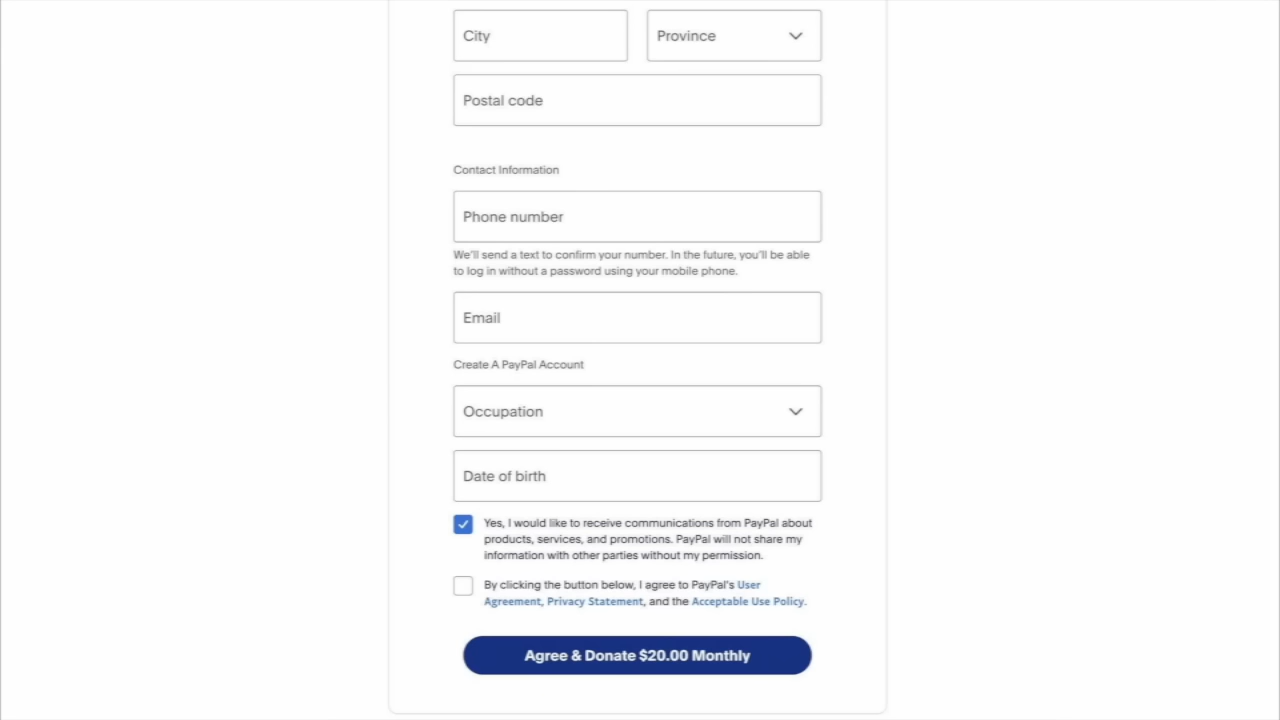 City
Province
Postal code
Contact Information
Phone number
We'll send a text to confirm your number. In the future, you'll be able
to log in without a password using your mobile phone.
Email
Create A PayPal Account
Occupation
Date of birth
Yes, I would like to receive communications from PayPal about
products, services, and promotions. PayPal will not share my
information with other parties without my permission.
By clicking the button below, I agree to PayPal's User
Agreement, Privacy Statement, and the Acceptable Use Policy.
Agree & Donate $20.00 Monthly